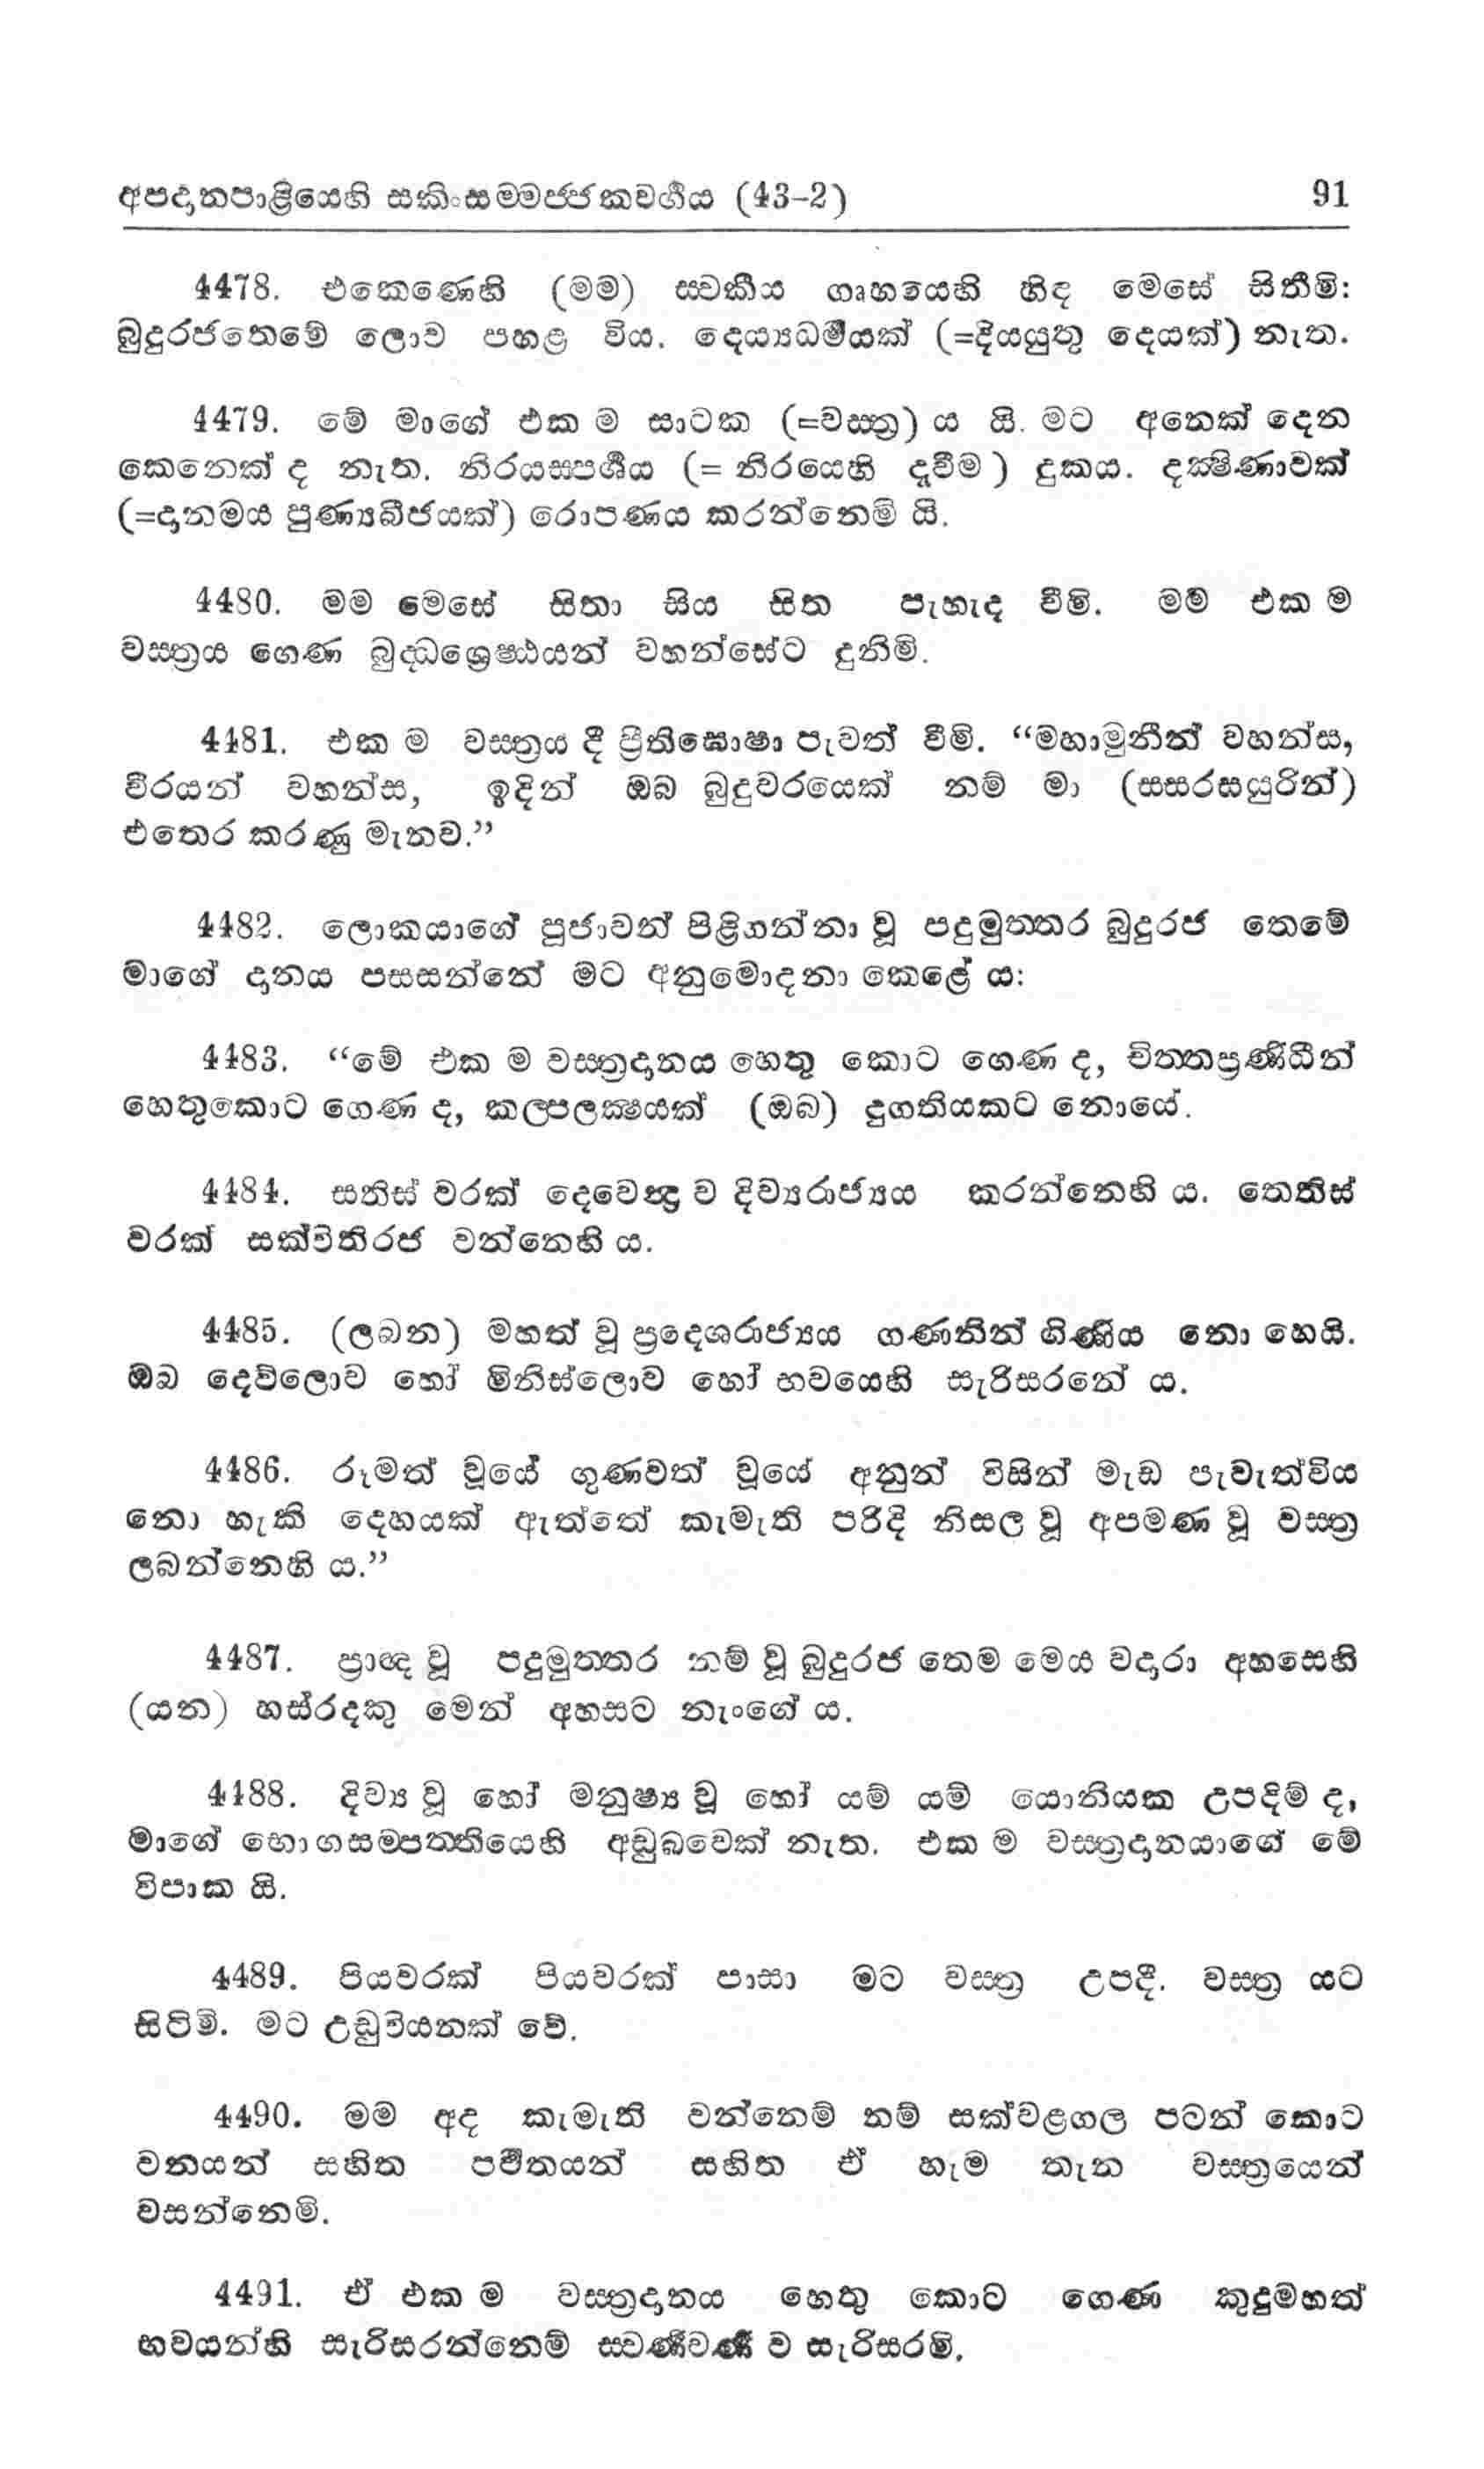 අපදානපාළියෙහි සකිංසම්මජ්ජකවර්‍ගය (43-2) 91
4478. එකෙණෙහි (මම) ස්වකීය ගෘහයෙහි හිඳ මෙසේ සිතීමි:
බුදුරජතෙමේ ලොව පහළ විය. දෙය්‍යධර්‍මයක් (=දියයුතු දෙයක්) නැත.
4479. මේ මාගේ එක ම සාටක (=වස්ත්‍ර) ය යි. මට අනෙක් දෙන
කෙනෙක් ද නැත. නිරයස්පර්‍ශය (= නිරයෙහි දැවීම ) දුකය. දක්‍ෂිණාවක්
(=දානමය පුණ්‍යබීජයක්) රොපණය කරන්නෙමි යි.
4480. මම මෙසේ සිතා සිය සිත පැහැද වීමි. මම එක ම
වස්ත්‍රය ගෙණ බුද්ධශ්‍රෙෂ්ඨයන් වහන්සේට දුනිමි.
4481. එක ම වස්ත්‍රය දී ප්‍රීතිඝොෂා පැවත් වීමි. “මහාමුනීන් වහන්ස,
වීරයන් වහන්ස, ඉදින් ඔබ බුදුවරයෙක් නම් මා (සසරසයුරින්)
එතෙර කරණු මැනව.”
4482. ලොකයාගේ පූජාවන් පිළිගන්නා වූ පදුමුත්තර බුදුරජ තෙමේ
මාගේ දානය පසසන්නේ මට අනුමොදනා කෙළේ ය:
4483. “මේ එක ම වස්ත්‍රදානය හෙතු කොට ගෙණ ද, චිත්තප්‍රණිධීන්
හෙතුකොට ගෙණ ද, කල්පලක්‍ෂයක් (ඔබ) දුගතියකට නොයේ.
4484. සතිස් වරක් දෙවෙන්‍ද්‍ර ව දිව්‍යරාජ්‍යය කරන්නෙහි ය. තෙතිස්
වරක් සක්විතිරජ වන්නෙහි ය.
4485. (ලබන) මහත් වූ ප්‍රදෙශරාජ්‍යය ගණනින් ගිණිය නො හෙයි.
ඔබ දෙව්ලොව හෝ මිනිස්ලොව හෝ භවයෙහි සැරිසරනේ ය.
4486. රූමත් වූයේ ගුණවත් වූයේ අනුන් විසින් මැඩ පැවැත්විය
නො හැකි දෙහයක් ඇත්තේ කැමැති පරිදි නිසල වූ අපමණ වූ වස්ත්‍ර
ලබන්නෙහි ය.”
4487. ප්‍රාඥ වූ පදුමුත්තර නම් වූ බුදුරජ තෙම මෙය වදාරා අහසෙහි
(යන) හස්රදකු මෙන් අහසට නැංගේ ය.
4488. දිව්‍ය වූ හෝ මනුෂ්‍ය වූ හෝ යම් යම් යොනියක උපදිම් ද,
මාගේ භොගසම්පත්තියෙහි අඩුබවෙක් නැත. එක ම වස්ත්‍රදානයාගේ මේ
විපාක යි.
4489. පියවරක් පියවරක් පාසා මට වස්ත්‍ර උපදී. වස්ත්‍ර යට
සිටිමි. මට උඩුවියනක් වේ.
4490. මම අද කැමැති වන්නෙම් නම් සක්වළගල පටන් කොට
වනයන් සහිත පර්‍වතයන් සහිත ඒ හැම තැන වස්ත්‍රයෙන්
වසන්නෙමි.
4491. ඒ එක ම වස්ත්‍රදානය හෙතු කොට ගෙණ කුදුමහත්
භවයන්හි සැරිසරන්නෙම් ස්වර්‍ණවර්‍ණ ව සැරිසරමි.